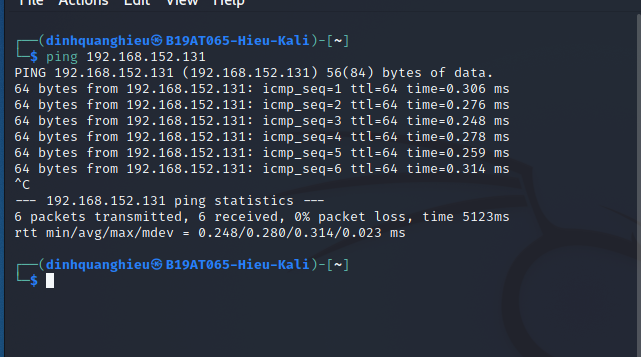 File Actions Edit View Help
┌──(dinhquanghieu㉿B19AT065-Hieu-Kali)-[~]
└─$ ping 192.168.152.131
PING 192.168.152.131 (192.168.152.131) 56(84) bytes of data.
64 bytes from 192.168.152.131: icmp_seq=1 ttl=64 time=0.306 ms
64 bytes from 192.168.152.131: icmp_seq=2 ttl=64 time=0.276 ms
64 bytes from 192.168.152.131: icmp_seq=3 ttl=64 time=0.248 ms
64 bytes from 192.168.152.131: icmp_seq=4 ttl=64 time=0.278 ms
64 bytes from 192.168.152.131: icmp_seq=5 ttl=64 time=0.259 ms
64 bytes from 192.168.152.131: icmp_seq=6 ttl=64 time=0.314 ms
^C
--- 192.168.152.131 ping statistics ---
6 packets transmitted, 6 received, 0% packet loss, time 5123ms
rtt min/avg/max/mdev = 0.248/0.280/0.314/0.023 ms
┌──(dinhquanghieu㉿B19AT065-Hieu-Kali)-[~]
└─$